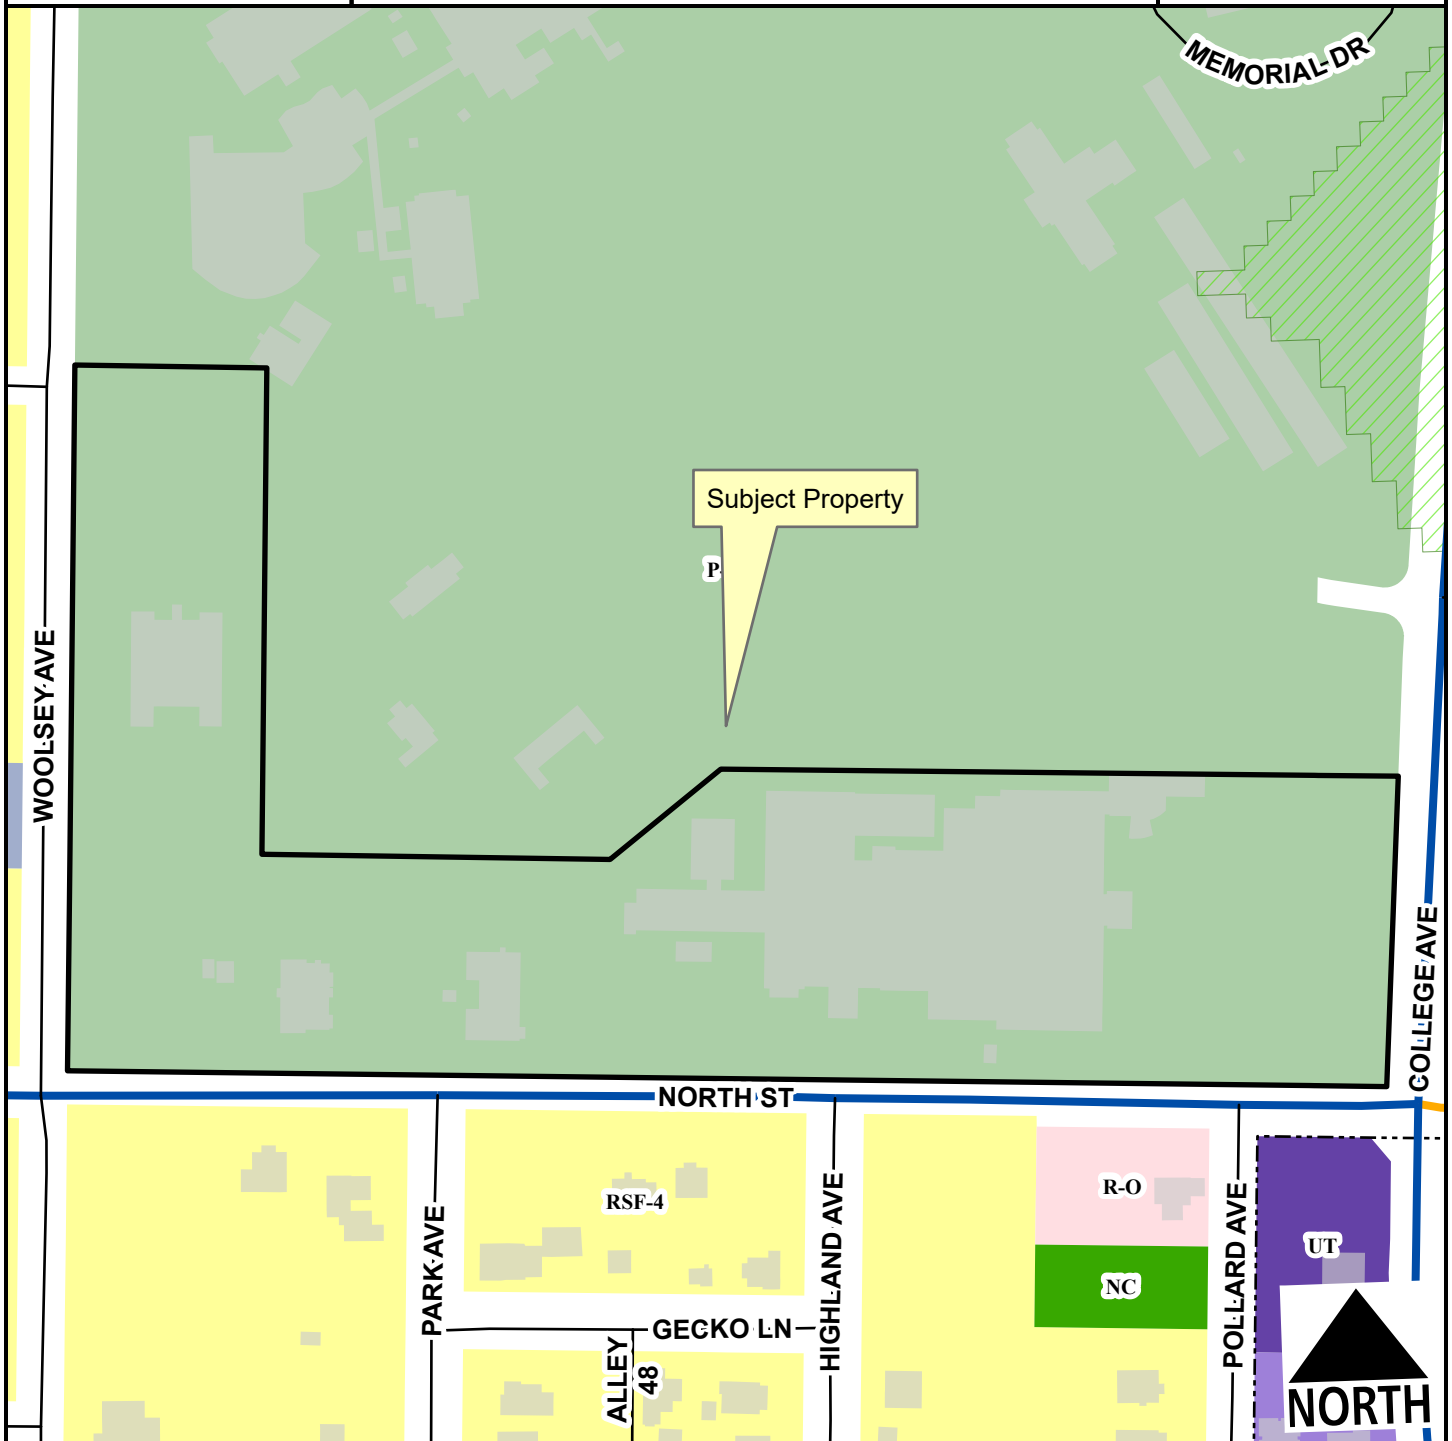 MEMORIAL DR
Subject Property
P-
WOOLSEY AVE
COLLEGE AVE
NORTH ST
RSF-4
R-O
UT
NC
PARK AVE
HIGHLAND AVE
POLLARD AVE
GECKO LN
ALLEY
48
NORTH